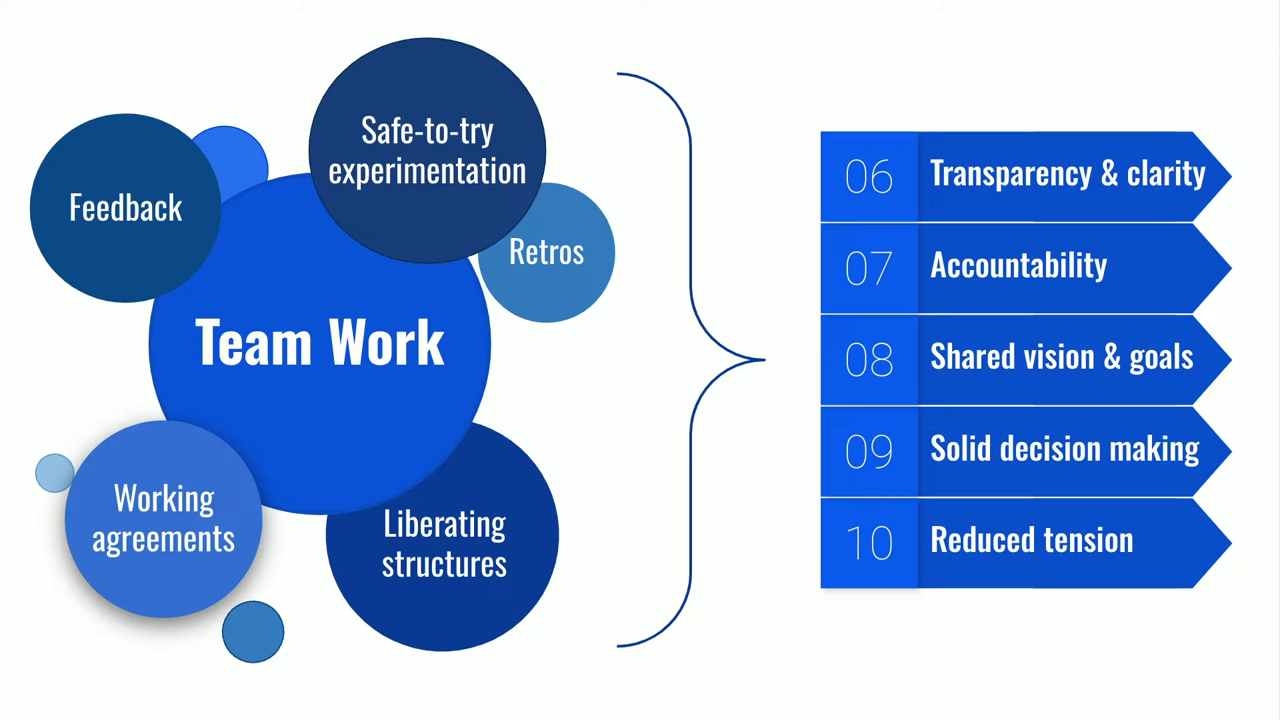 Safe-to-try
experimentation
Feedback
Retros
Team Work
Working
agreements
Liberating
structures
06 Transparency & clarity
07 Accountability
08 Shared vision & goals
09 Solid decision making
10 Reduced tension